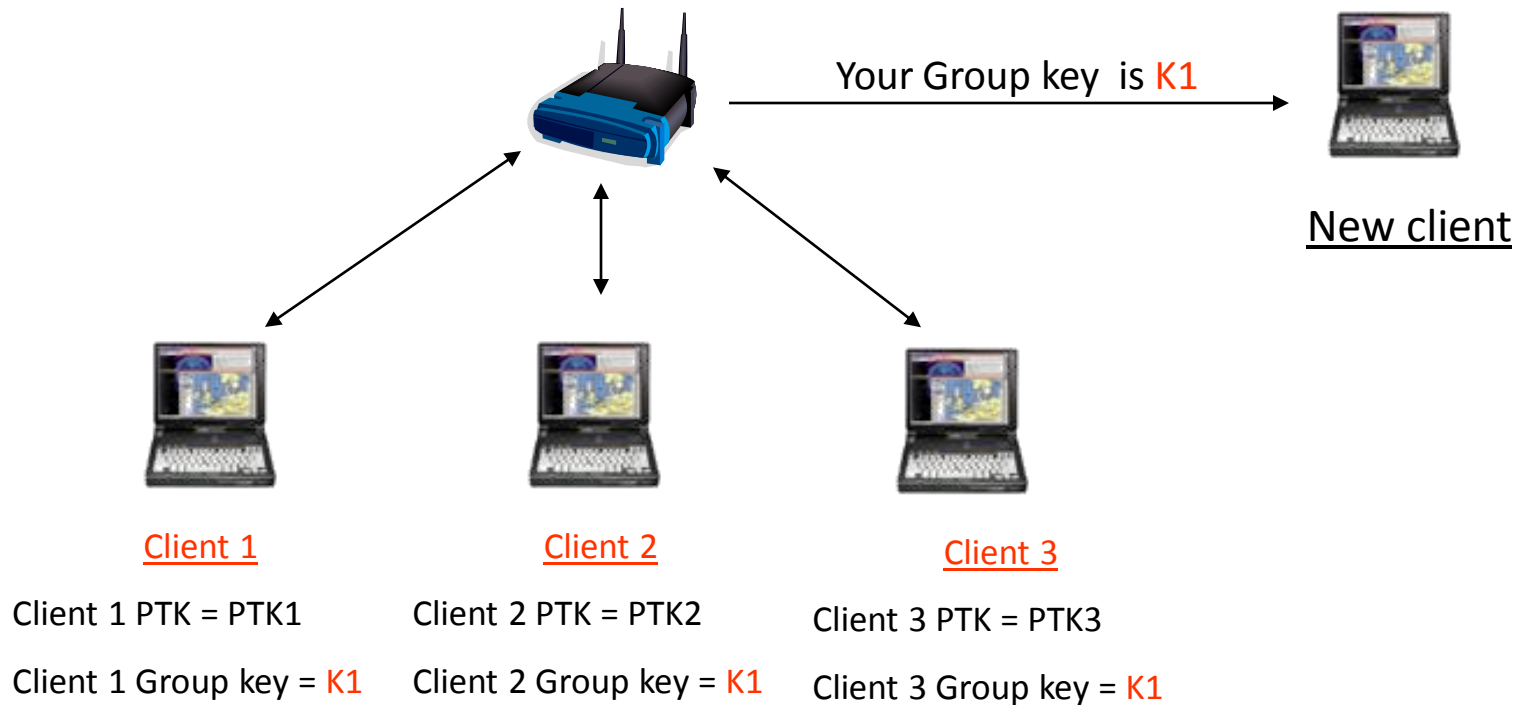 Your Group key  is K1
New client
Client 1
Client 2
Client 3
Client 1 PTK = PTK1
Client 2 PTK = PTK2
Client 3 PTK = PTK3
Client 1 Group key = K1
Client 2 Group key = K1
Client 3 Group key = K1